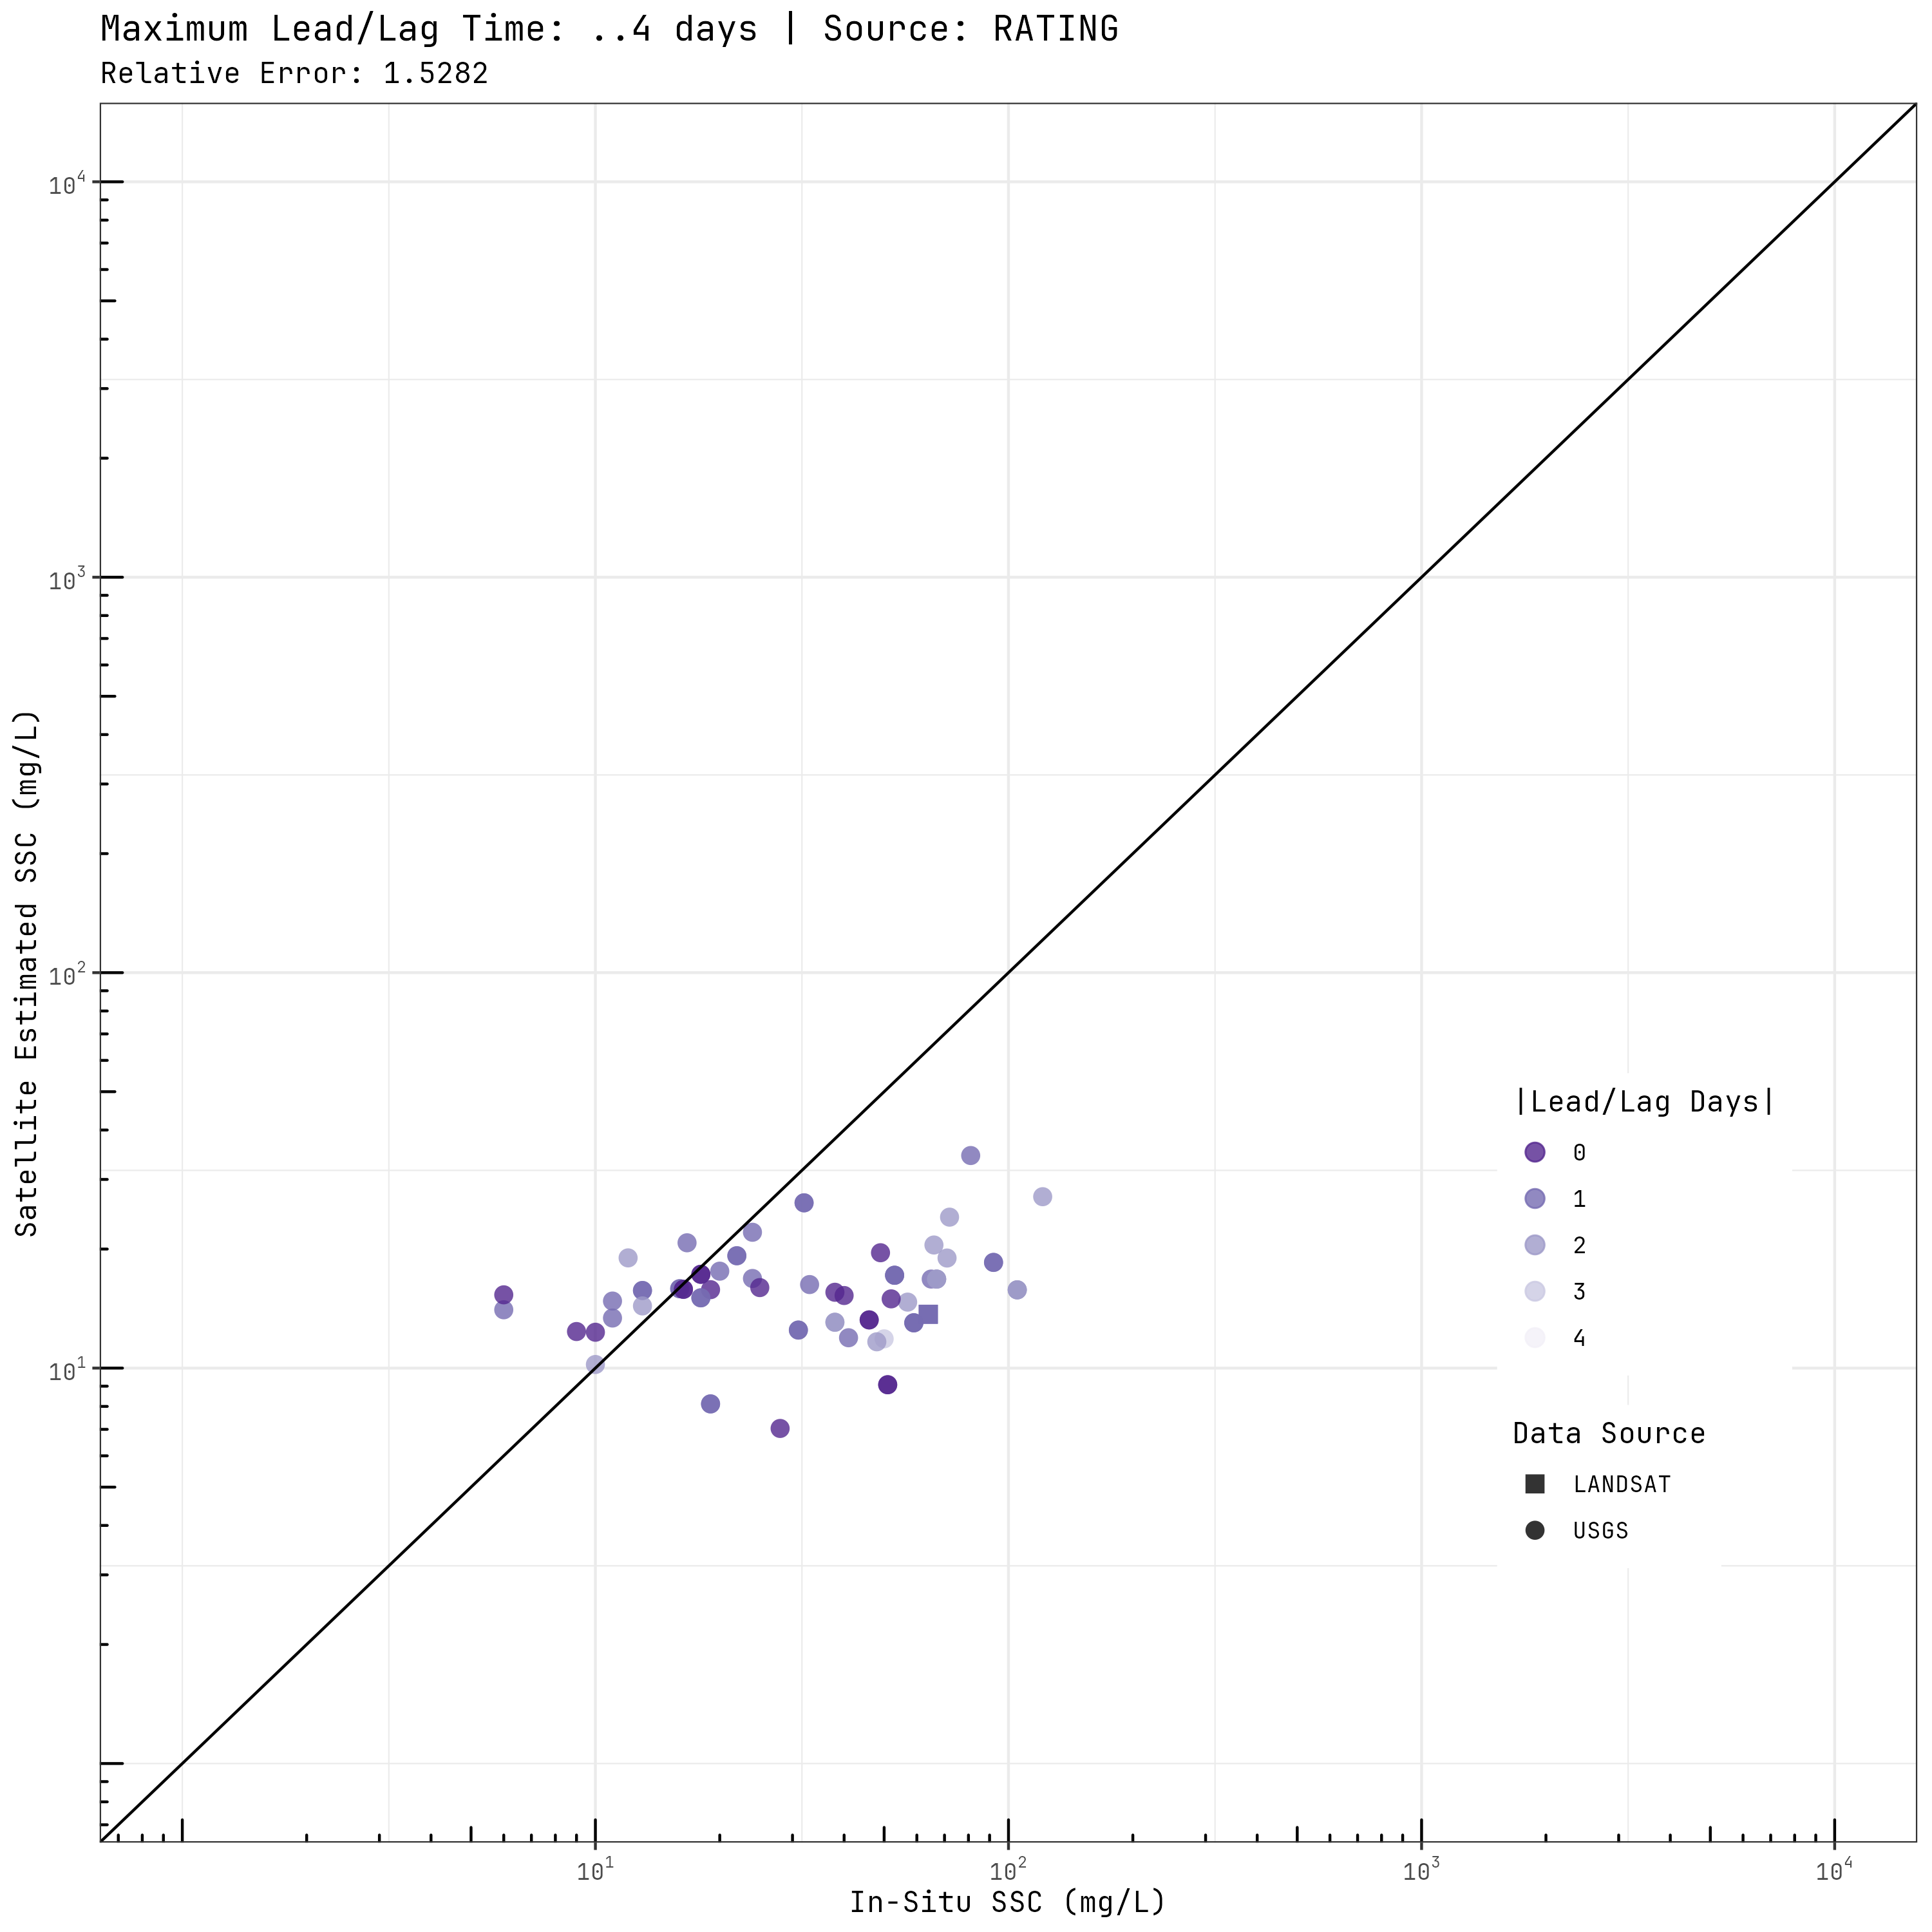 Maximum Lead/Lag Time: ..4 days | Source: RATING
Relative Error: 1.5282
10⁴
10³
10²
10¹
Satellite Estimated SSC (mg/L)
|Lead/Lag Days|
0
1
2
3
4
Data Source
LANDSAT
USGS
10¹ 10² 10³ 10⁴
In-Situ SSC (mg/L)